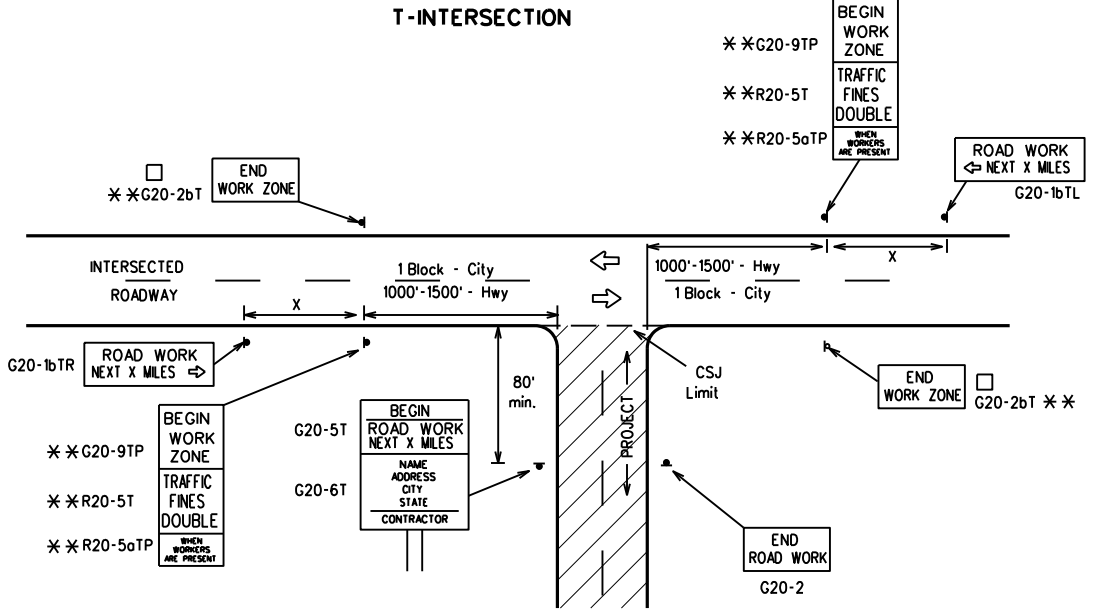 T-INTERSECTION
BEGIN
WORK
ZONE
✳ ✳G20-9TP
TRAFFIC
FINES
DOUBLE
✳ ✳R20-5T
WHEN
WORKERS
ARE PRESENT
✳ ✳R20-5aTP
ROAD WORK
⇦ NEXT X MILES
G20-1bTL
END
WORK ZONE
□
✳ ✳G20-2bT
INTERSECTED
ROADWAY
1 Block - City
1000'-1500' - Hwy
X
1000'-1500' - Hwy
1 Block - City
X
G20-1bTR
ROAD WORK
NEXT X MILES ⇨
80'
min.
CSJ
Limit
PROJECT
END
WORK ZONE
□
G20-2bT ✳ ✳
BEGIN
WORK
ZONE
✳ ✳G20-9TP
TRAFFIC
FINES
DOUBLE
✳ ✳R20-5T
WHEN
WORKERS
ARE PRESENT
✳ ✳R20-5aTP
G20-5T
BEGIN
ROAD WORK
NEXT X MILES
G20-6T
NAME
ADDRESS
CITY
STATE
CONTRACTOR
END
ROAD WORK
G20-2